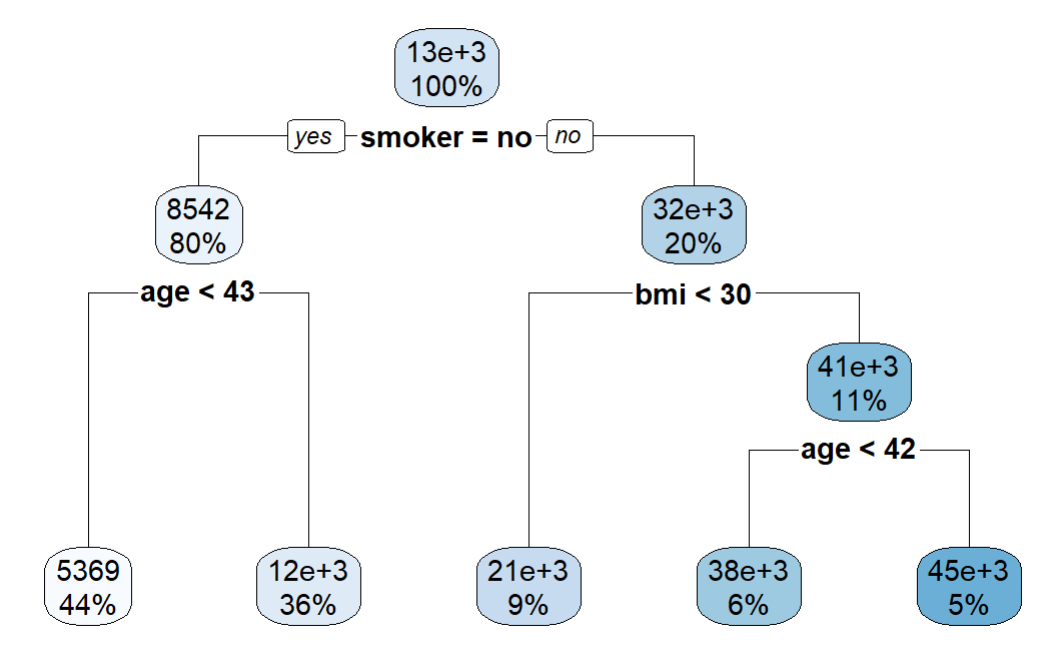 13e+3
100%
yes smoker = no no
8542
80%
32e+3
20%
age < 43
bmi < 30
41e+3
11%
age < 42
5369
44%
12e+3
36%
21e+3
9%
38e+3
6%
45e+3
5%